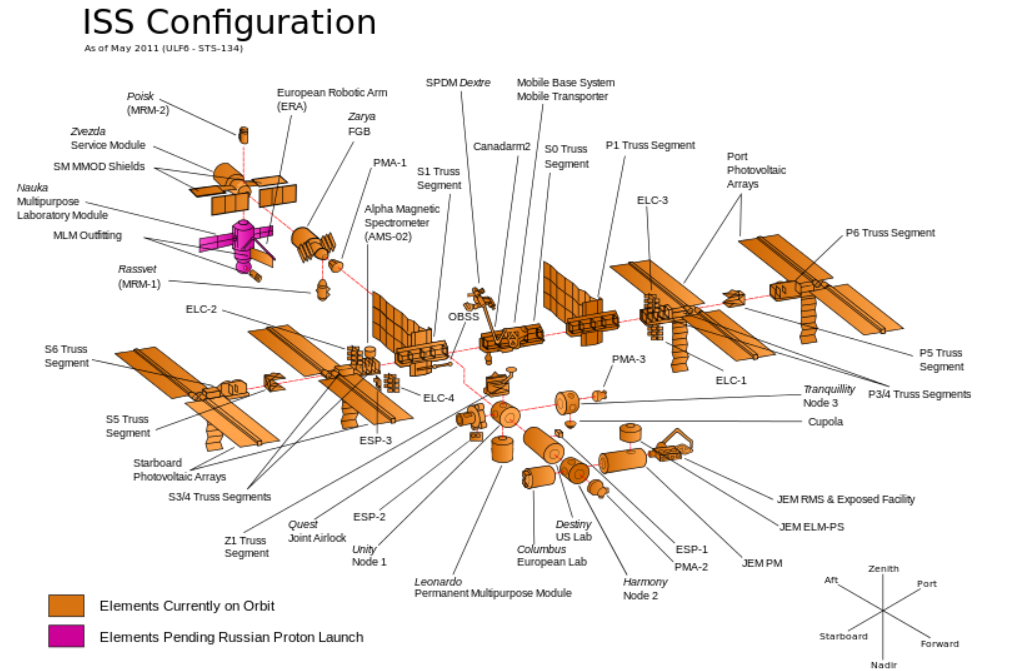 ISS Configuration
As of May 2011 (ULF6 - STS-134)
Poisk
(MRM-2)
European Robotic Arm
(ERA)
Zarya
FGB
SPDM Dextre
Mobile Base System
Mobile Transporter
Zvezda
Service Module
SM MMOD Shields
PMA-1
Canadarm2
S0 Truss
Segment
P1 Truss Segment
Port
Photovoltaic
Arrays
S1 Truss
Segment
Nauka
Multipurpose
Laboratory Module
Alpha Magnetic
Spectrometer
(AMS-02)
ELC-3
MLM Outfitting
P6 Truss Segment
Rassvet
(MRM-1)
ELC-2
OBSS
S6 Truss
Segment
PMA-3
P5 Truss
Segment
ELC-1
Tranquillity
Node 3
P3/4 Truss Segments
ELC-4
Cupola
S5 Truss
Segment
ESP-3
Starboard
Photovoltaic Arrays
S3/4 Truss Segments
JEM RMS & Exposed Facility
ESP-2
Quest
Joint Airlock
Destiny
US Lab
JEM ELM-PS
Z1 Truss
Segment
Unity
Node 1
Columbus
European Lab
ESP-1
PMA-2
JEM PM
Leonardo
Permanent Multipurpose Module
Harmony
Node 2
Zenith
Aft
Port
Starboard
Forward
Nadir
Elements Currently on Orbit
Elements Pending Russian Proton Launch